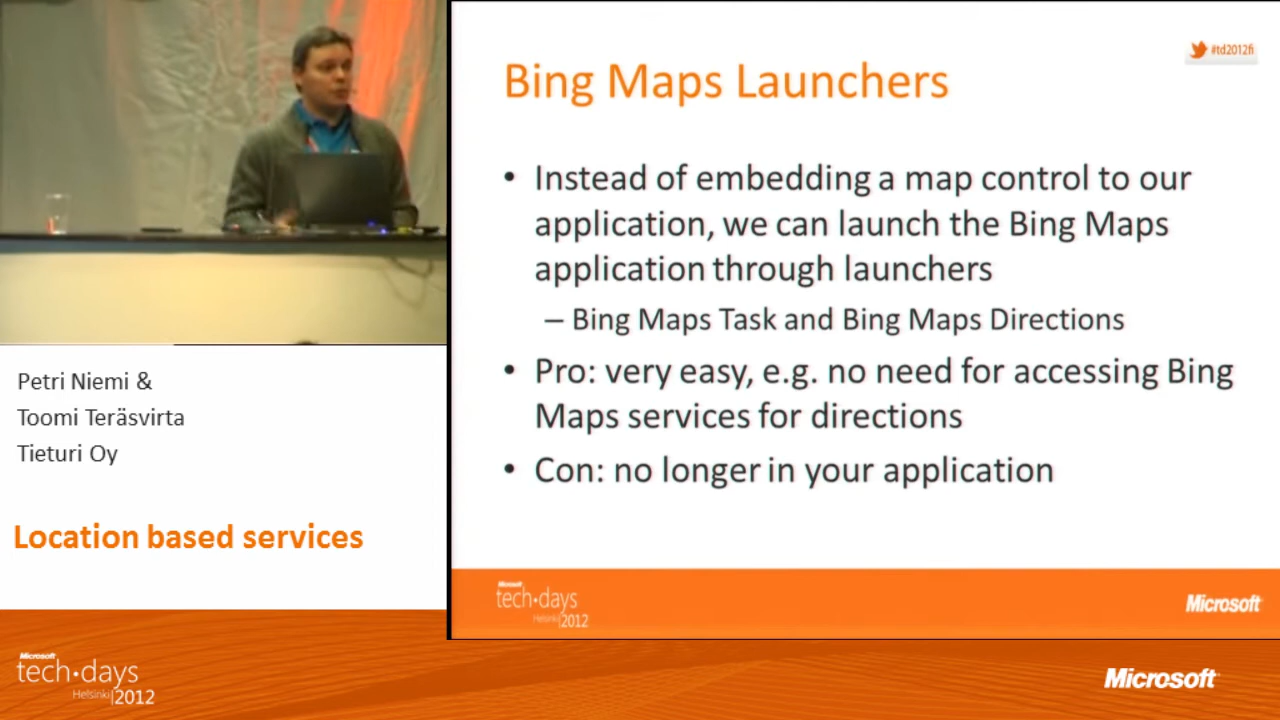 #td2012fi
Bing Maps Launchers
• Instead of embedding a map control to our
application, we can launch the Bing Maps
application through launchers
– Bing Maps Task and Bing Maps Directions
• Pro: very easy, e.g. no need for accessing Bing
Maps services for directions
• Con: no longer in your application
Microsoft
tech·days
Helsinki|2012
Microsoft
Petri Niemi &
Toomi Teräsvirta
Tieturi Oy
Location based services
Microsoft
tech·days
Helsinki|2012
Microsoft